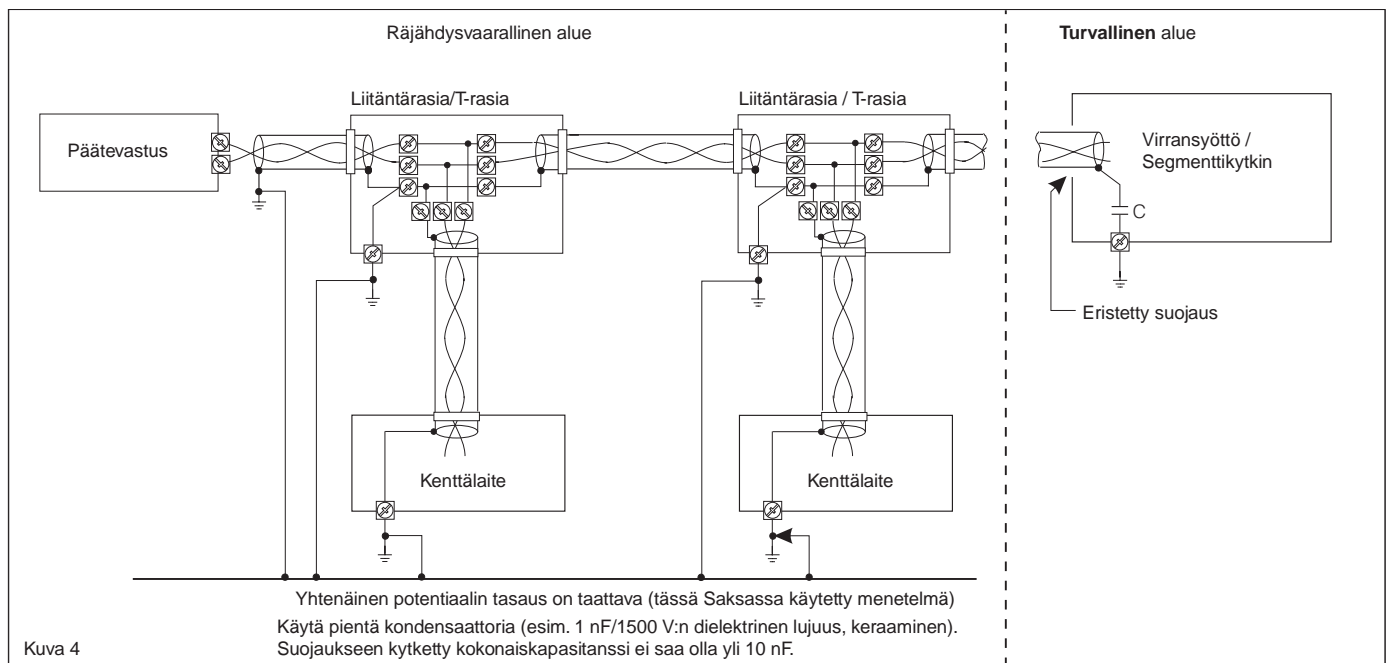 Räjähdysvaarallinen alue
Turvallinen alue
Liitäntärasia/T-rasia
Liitäntärasia / T-rasia
Päätevastus
Virransyöttö /
Segmenttikytkin
C
Eristetty suojaus
Kenttälaite
Kenttälaite
Yhtenäinen potentiaalin tasaus on taattava (tässä Saksassa käytetty menetelmä)
Käytä pientä kondensaattoria (esim. 1 nF/1500 V:n dielektrinen lujuus, keraaminen).
Suojaukseen kytketty kokonaiskapasitanssi ei saa olla yli 10 nF.
Kuva 4